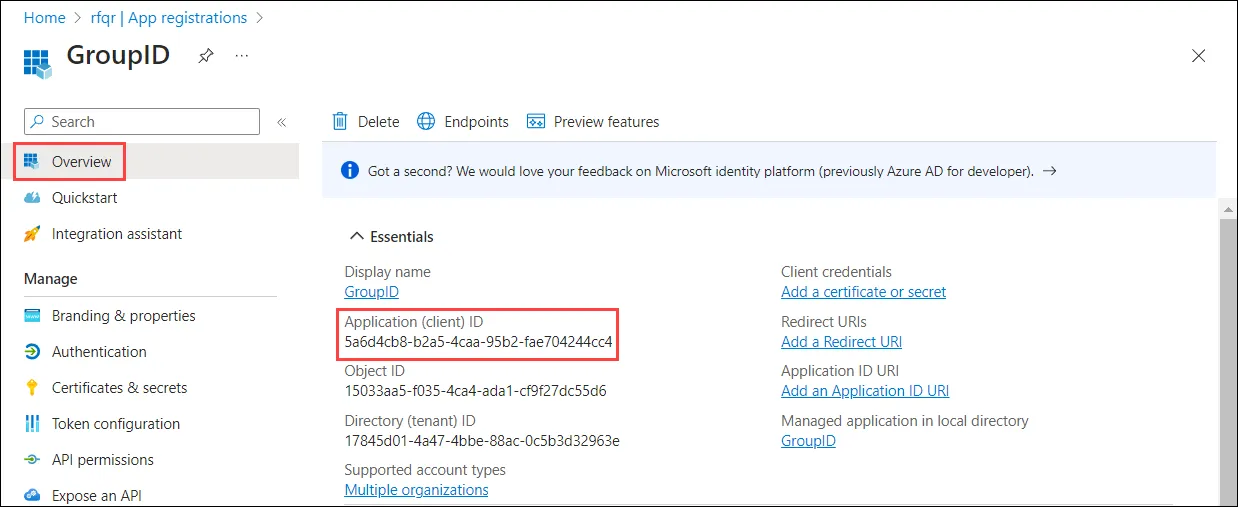 Home > rfqr | App registrations >
GroupID
...
Search
«
Overview
Quickstart
Integration assistant
Manage
Branding & properties
Authentication
Certificates & secrets
Token configuration
API permissions
Expose an API
Delete Endpoints Preview features
Got a second? We would love your feedback on Microsoft identity platform (previously Azure AD for developer). →
Essentials
Display name
GroupID
Application (client) ID
5a6d4cb8-b2a5-4caa-95b2-fae704244cc4
Object ID
15033aa5-f035-4ca4-ada1-cf9f27dc55d6
Directory (tenant) ID
17845d01-4a47-4bbe-88ac-0c5b3d32963e
Supported account types
Multiple organizations
Client credentials
Add a certificate or secret
Redirect URIs
Add a Redirect URI
Application ID URI
Add an Application ID URI
Managed application in local directory
GroupID